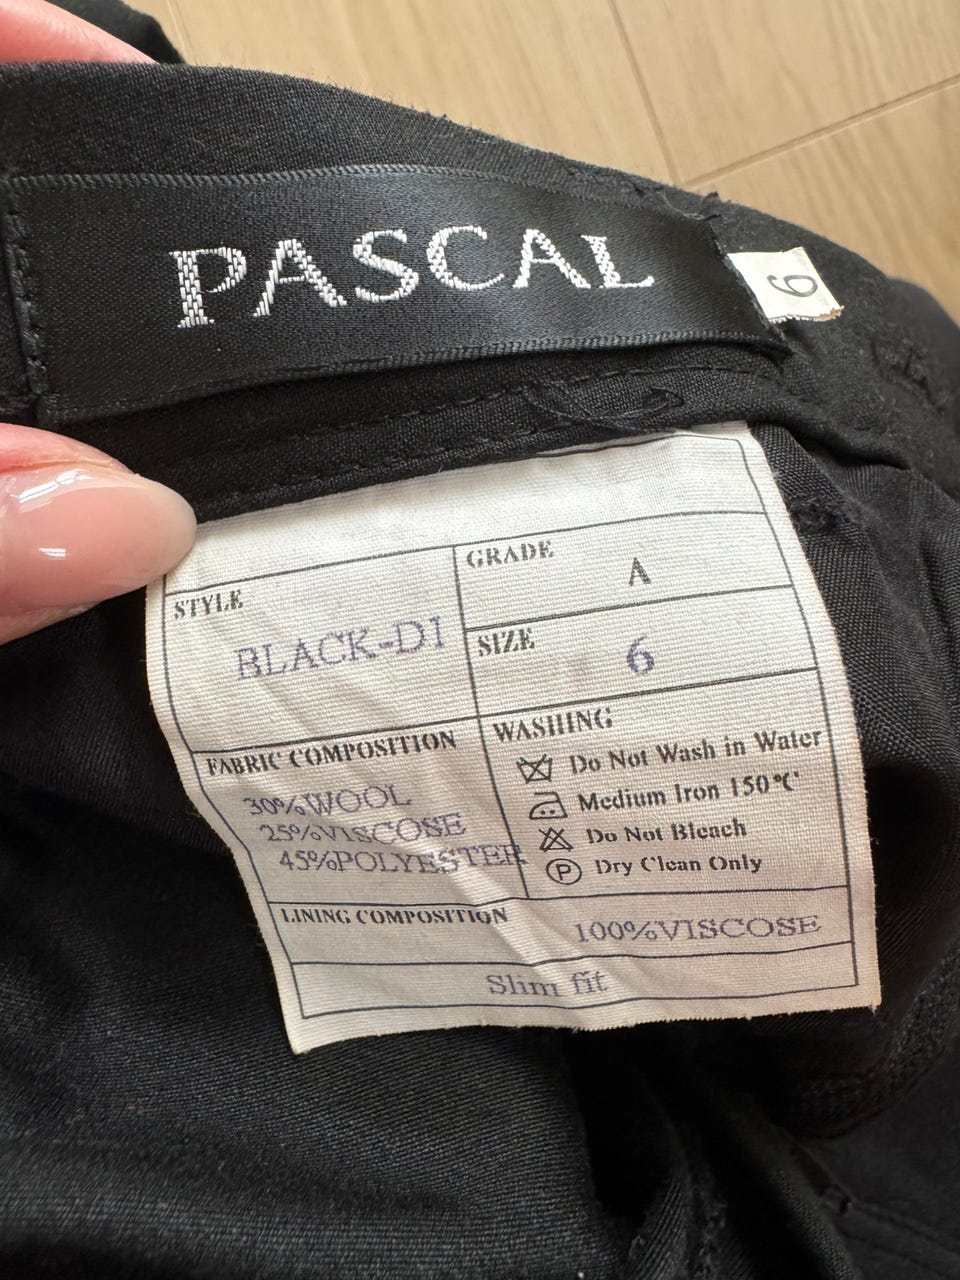 PASCAL
6
STYLE
BLACK-D1
GRADE
A
SIZE
6
FABRIC COMPOSITION
30%WOOL
25%VISCOSE
45%POLYESTER
WASHING
Do Not Wash in Water
Medium Iron 150℃
Do Not Bleach
P Dry Clean Only
LINING COMPOSITION
100%VISCOSE
Slim fit